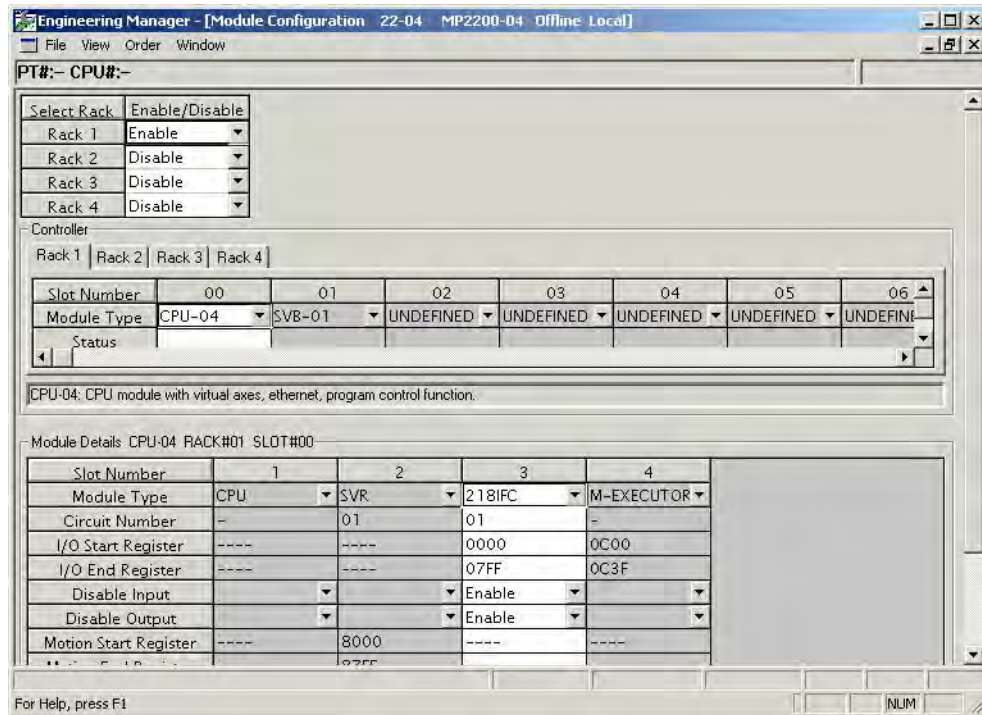 Engineering Manager - [Module Configuration 22-04 MP2200-04 Offline Local]
File View Order Window
PT#:– CPU#:–
Select Rack Enable/Disable
Rack 1 Enable
Rack 2 Disable
Rack 3 Disable
Rack 4 Disable
Controller
Rack 1 Rack 2 Rack 3 Rack 4
Slot Number 00 01 02 03 04 05 06
Module Type CPU-04 SVB-01 UNDEFINED UNDEFINED UNDEFINED UNDEFINED UNDEFINE
Status
CPU-04: CPU module with virtual axes, ethernet, program control function.
Module Details CPU-04 RACK#01 SLOT#00
Slot Number 1 2 3 4
Module Type CPU SVR 218IFC M-EXECUTOR
Circuit Number – 01 01 –
I/O Start Register ---- ---- 0000 0C00
I/O End Register ---- ---- 07FF 0C3F
Disable Input Enable
Disable Output Enable
Motion Start Register ---- 8000 ---- ----
For Help, press F1
NUM